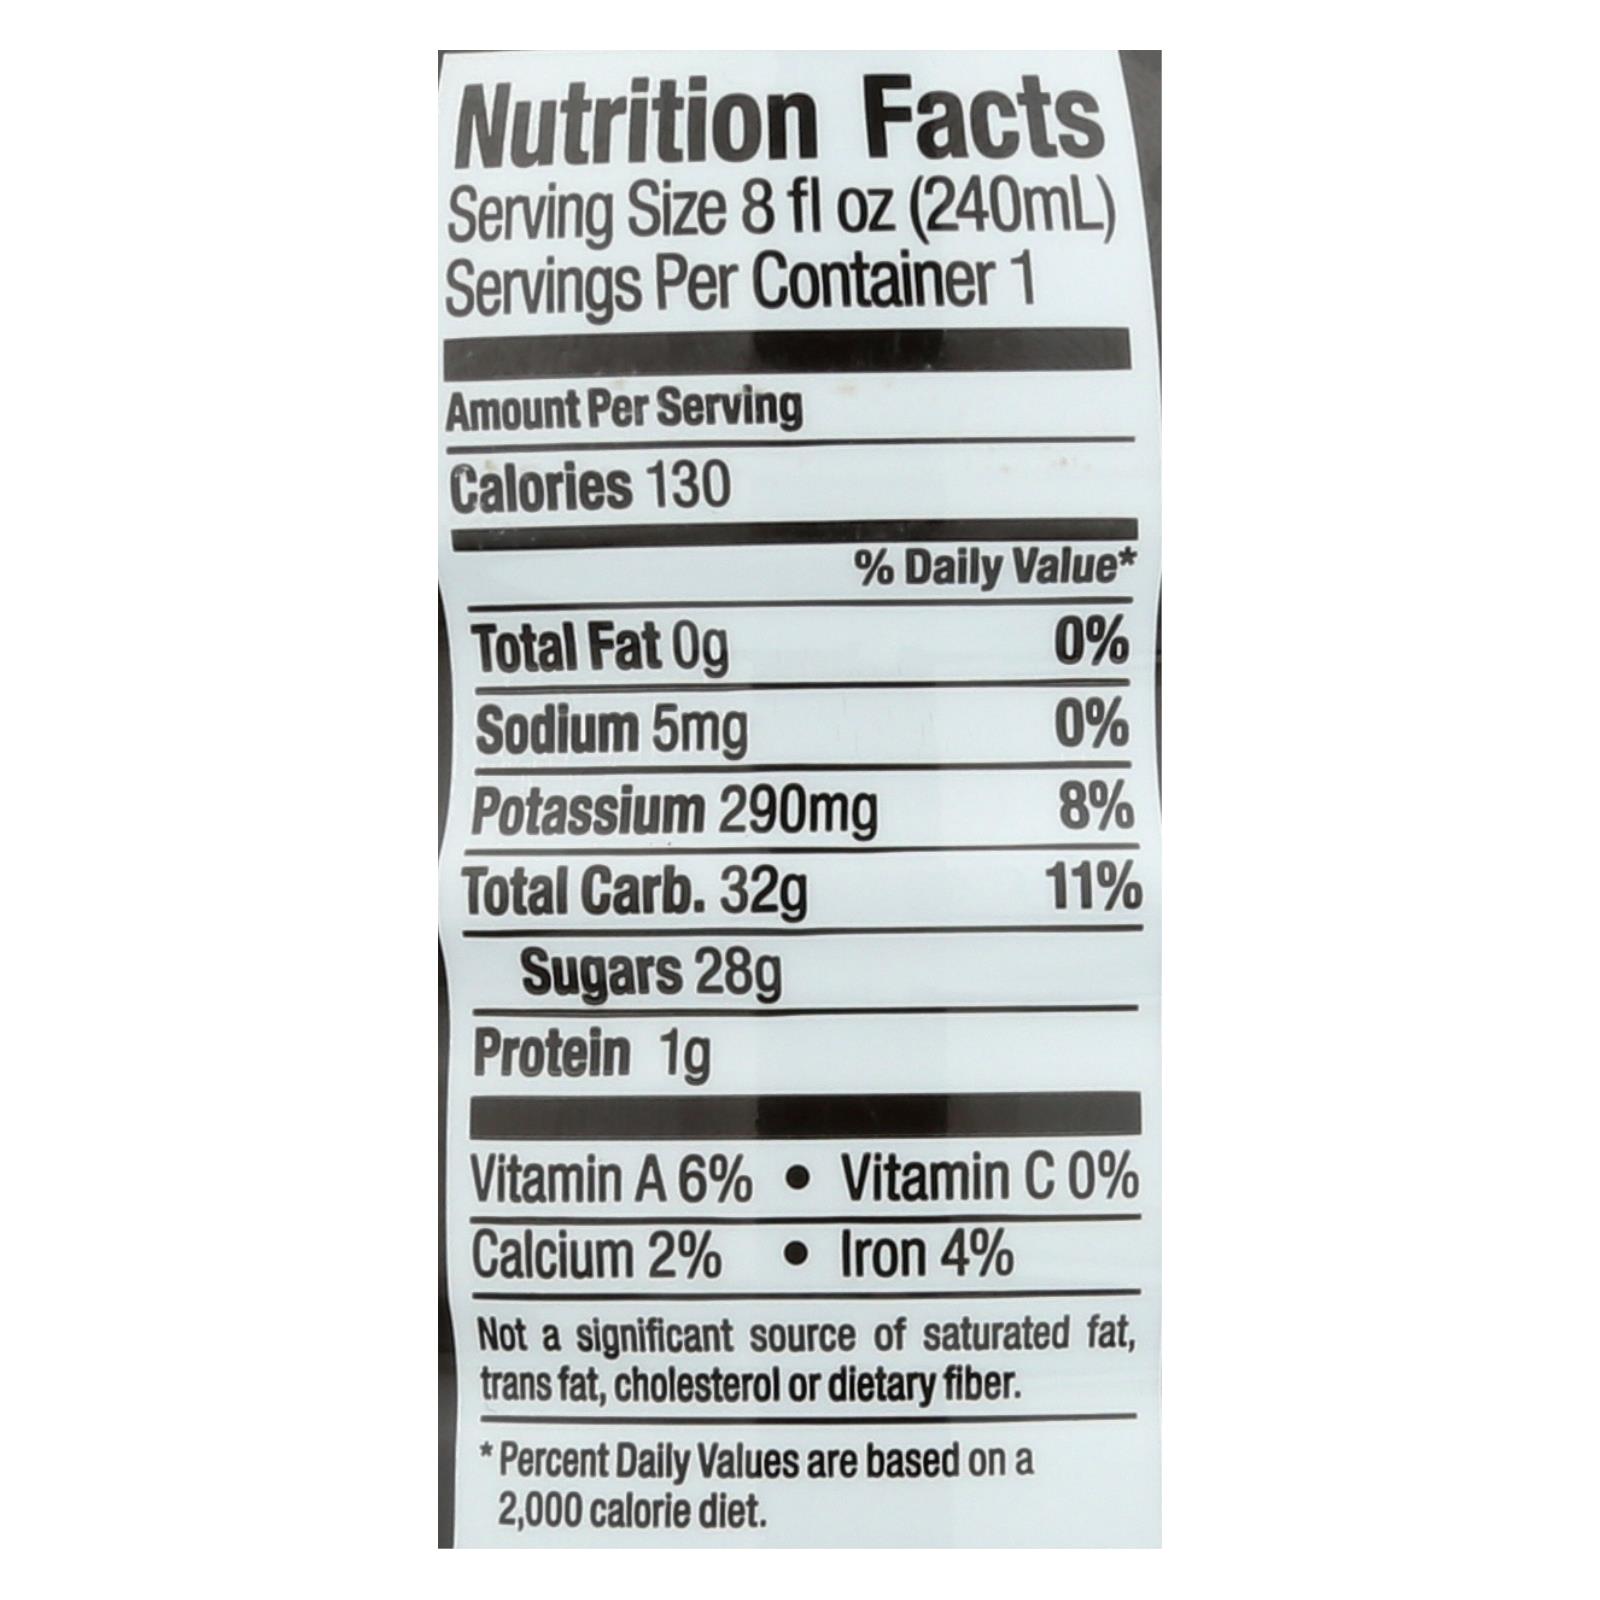 Nutrition Facts
Serving Size 8 fl oz (240mL)
Servings Per Container 1
Amount Per Serving
Calories 130
% Daily Value*
Total Fat 0g 0%
Sodium 5mg 0%
Potassium 290mg 8%
Total Carb. 32g 11%
Sugars 28g
Protein 1g
Vitamin A 6% • Vitamin C 0%
Calcium 2% • Iron 4%
Not a significant source of saturated fat,
trans fat, cholesterol or dietary fiber.
* Percent Daily Values are based on a
2,000 calorie diet.